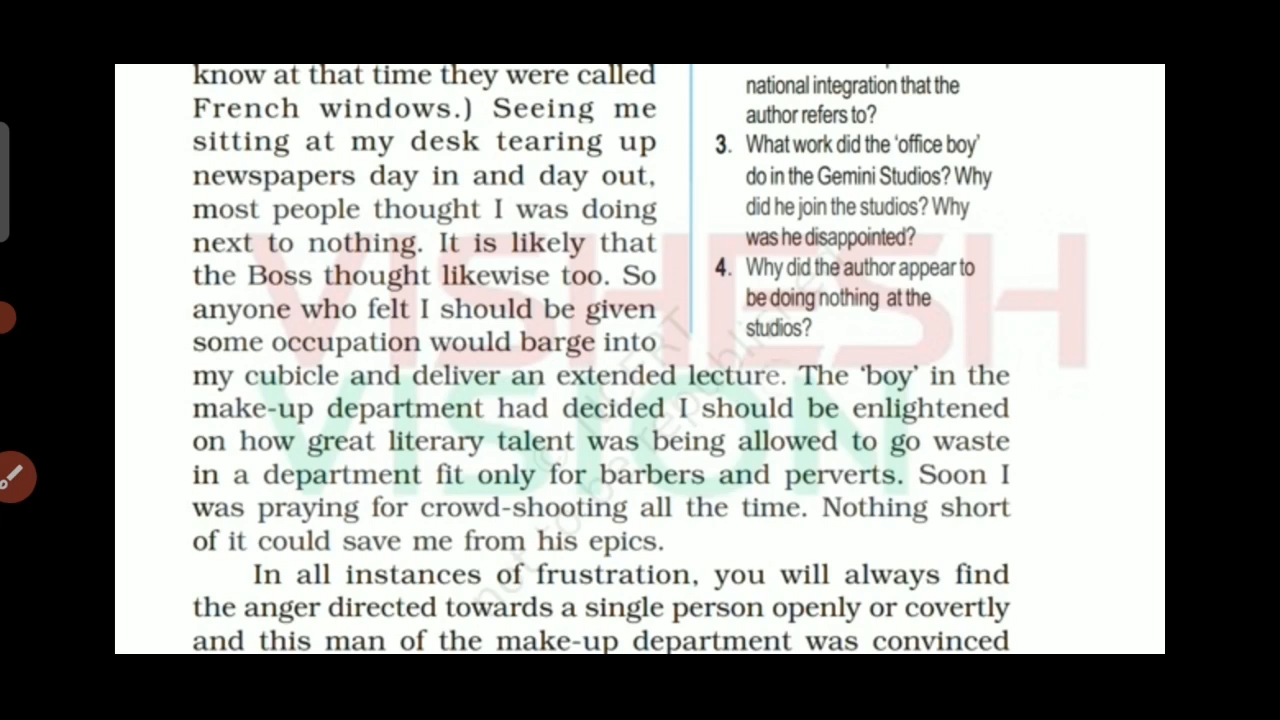 know at that time they were called
French windows.) Seeing me
sitting at my desk tearing up
newspapers day in and day out,
most people thought I was doing
next to nothing. It is likely that
the Boss thought likewise too. So
anyone who felt I should be given
some occupation would barge into
my cubicle and deliver an extended lecture. The ‘boy’ in the
make-up department had decided I should be enlightened
on how great literary talent was being allowed to go waste
in a department fit only for barbers and perverts. Soon I
was praying for crowd-shooting all the time. Nothing short
of it could save me from his epics.
In all instances of frustration, you will always find
the anger directed towards a single person openly or covertly
and this man of the make-up department was convinced
national integration that the
author refers to?
3. What work did the ‘office boy’
do in the Gemini Studios? Why
did he join the studios? Why
was he disappointed?
4. Why did the author appear to
be doing nothing at the
studios?
VISHESH
VISION
not to be republished